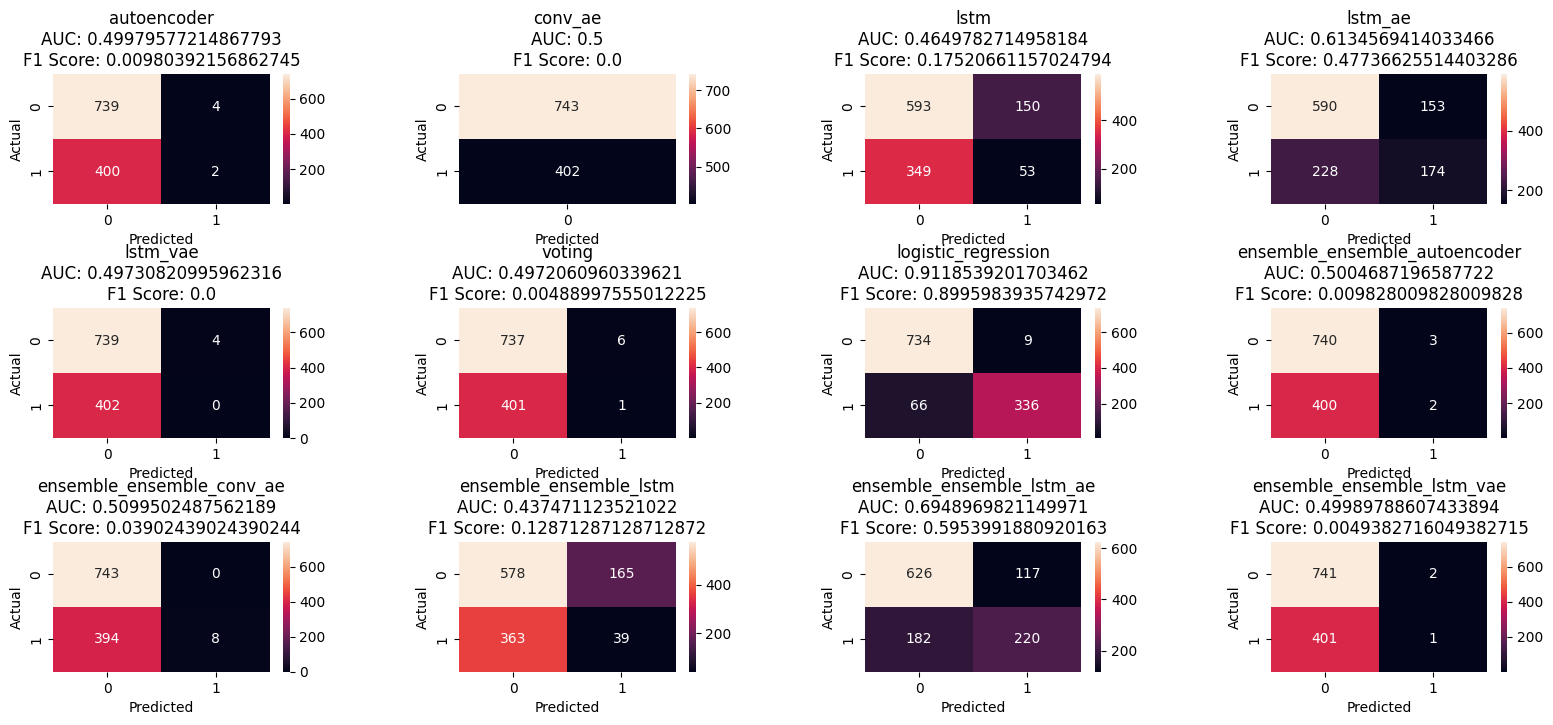 autoencoder
AUC: 0.49979577214867793
F1 Score: 0.00980392156862745
739
4
400
2
0
1
0
1
Actual
Predicted
600
400
200
conv_ae
AUC: 0.5
F1 Score: 0.0
743
402
0
1
0
Actual
Predicted
700
600
500
lstm
AUC: 0.4649782714958184
F1 Score: 0.17520661157024794
593
150
349
53
0
1
0
1
Actual
Predicted
400
200
lstm_ae
AUC: 0.6134569414033466
F1 Score: 0.47736625514403286
590
153
228
174
0
1
0
1
Actual
Predicted
400
200
lstm_vae
AUC: 0.49730820995962316
F1 Score: 0.0
739
4
402
0
0
1
0
1
Actual
Predicted
600
400
200
0
voting
AUC: 0.4972060960339621
F1 Score: 0.004889975550122​25
737
6
401
1
0
1
0
1
Actual
Predicted
600
400
200
logistic_regression
AUC: 0.9118539201703462
F1 Score: 0.8995983935742972
734
9
66
336
0
1
0
1
Actual
Predicted
600
400
200
ensemble_ensemble_autoencoder
AUC: 0.5004687196587722
F1 Score: 0.009828009828009828
740
3
400
2
0
1
0
1
Actual
Predicted
600
400
200
ensemble_ensemble_conv_ae
AUC: 0.5099502487562189
F1 Score: 0.03902439024390244
743
0
394
8
0
1
0
1
Actual
Predicted
600
400
200
0
ensemble_ensemble_lstm
AUC: 0.437471123521022
F1 Score: 0.12871287128712872
578
165
363
39
0
1
0
1
Actual
Predicted
400
200
ensemble_ensemble_lstm_ae
AUC: 0.6948969821149971
F1 Score: 0.5953991880920163
626
117
182
220
0
1
0
1
Actual
Predicted
600
400
200
ensemble_ensemble_lstm_vae
AUC: 0.49989788607433894
F1 Score: 0.0049382716049382715
741
2
401
1
0
1
0
1
Actual
Predicted
600
400
200